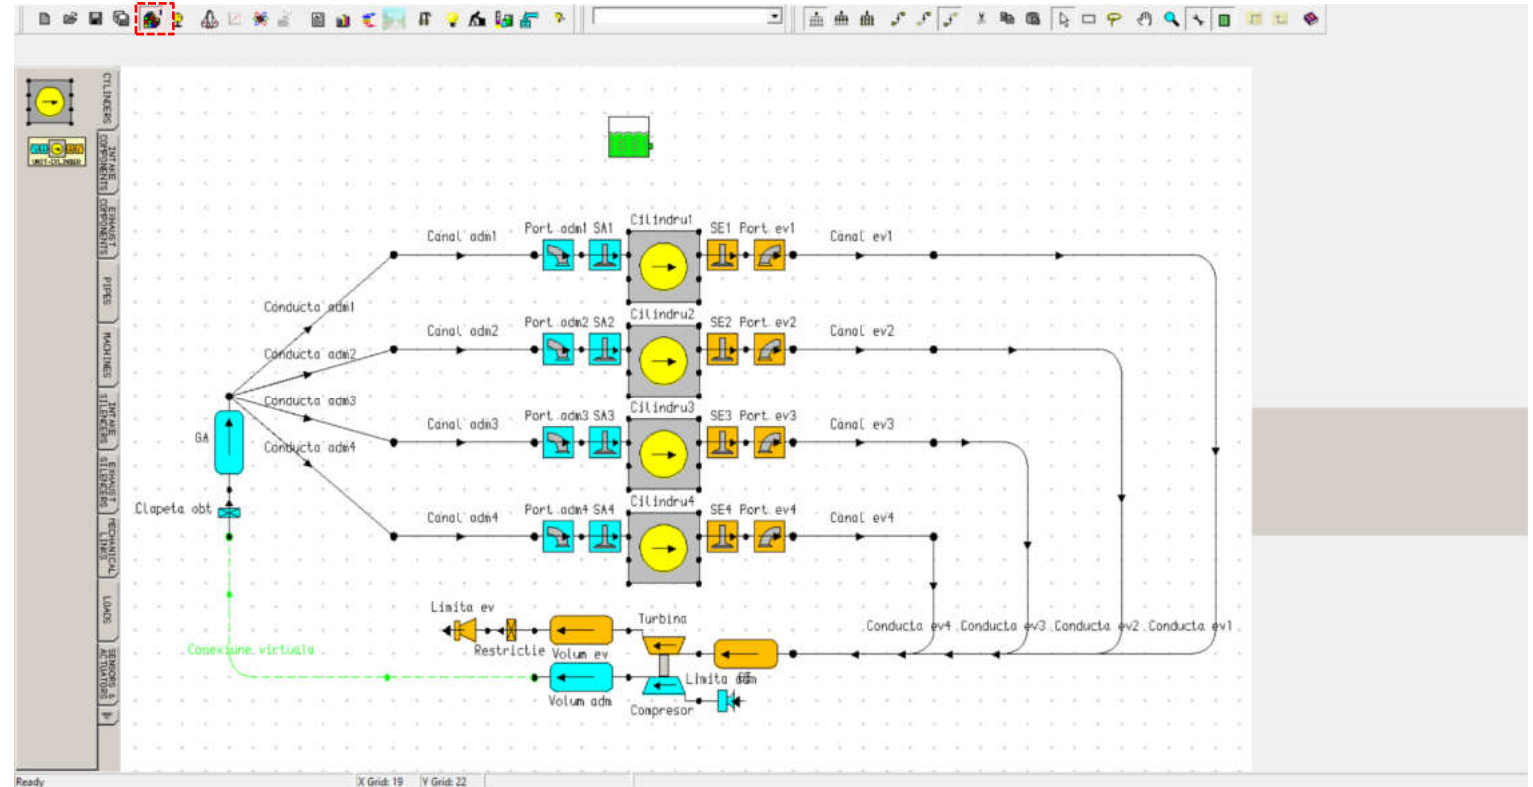 CYLINDERS
INTAKE COMPONENTS
EXHAUST COMPONENTS
PIPES
MACHINES
INTAKE SILENCERS
EXHAUST SILENCERS
MECHANICAL LINKS
LOADS
SENSORS & ACTUATORS
UNIT-CYLINDER
Canal adm1
Port adm1 SA1
Cilindru1
SE1 Port ev1
Canal ev1
Conducta adm1
Canal adm2
Port adm2 SA2
Cilindru2
SE2 Port ev2
Canal ev2
Conducta adm2
Conducta adm3
Canal adm3
Port adm3 SA3
Cilindru3
SE3 Port ev3
Canal ev3
GA
Conducta adm4
Clapeta obt
Canal adm4
Port adm4 SA4
Cilindru4
SE4 Port ev4
Canal ev4
Limita ev
Turbina
Conducta ev4 Conducta ev3 Conducta ev2 Conducta ev1
Conexiune virtuala
Restrictie
Volum ev
Limita adm
Volum adm
Compresor
Ready
X Grid: 19
Y Grid: 22